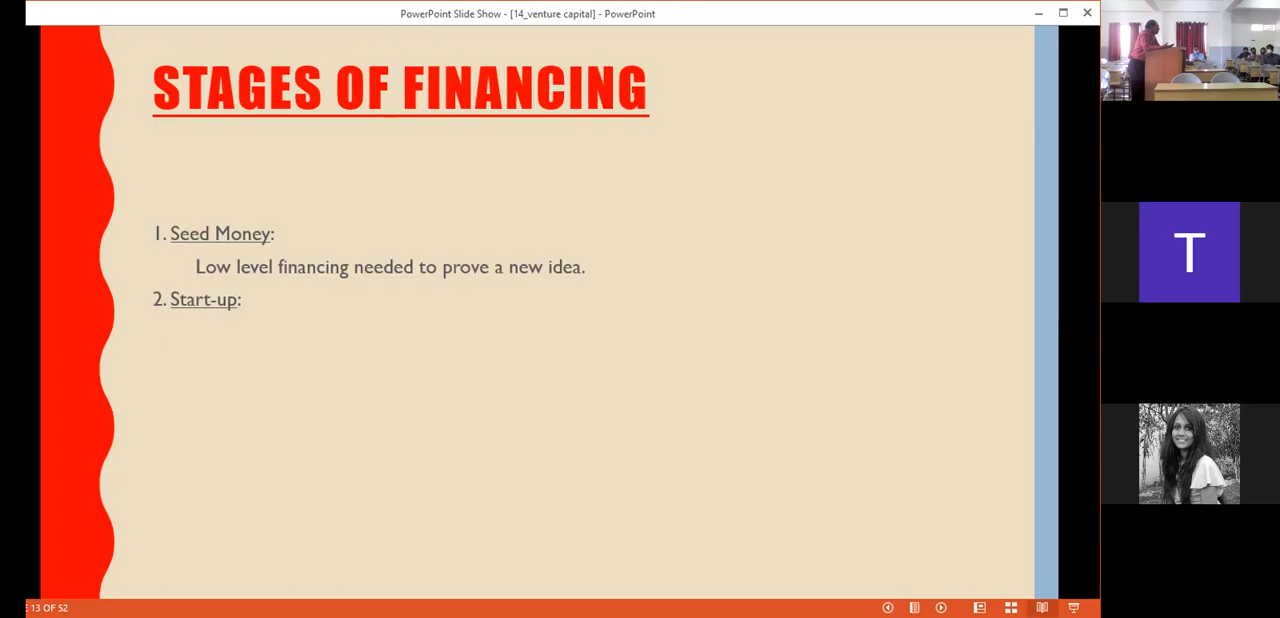 PowerPoint Slide Show - [14_venture capital] - PowerPoint
STAGES OF FINANCING
1. Seed Money:
Low level financing needed to prove a new idea.
2. Start-up:
13 OF 52
T